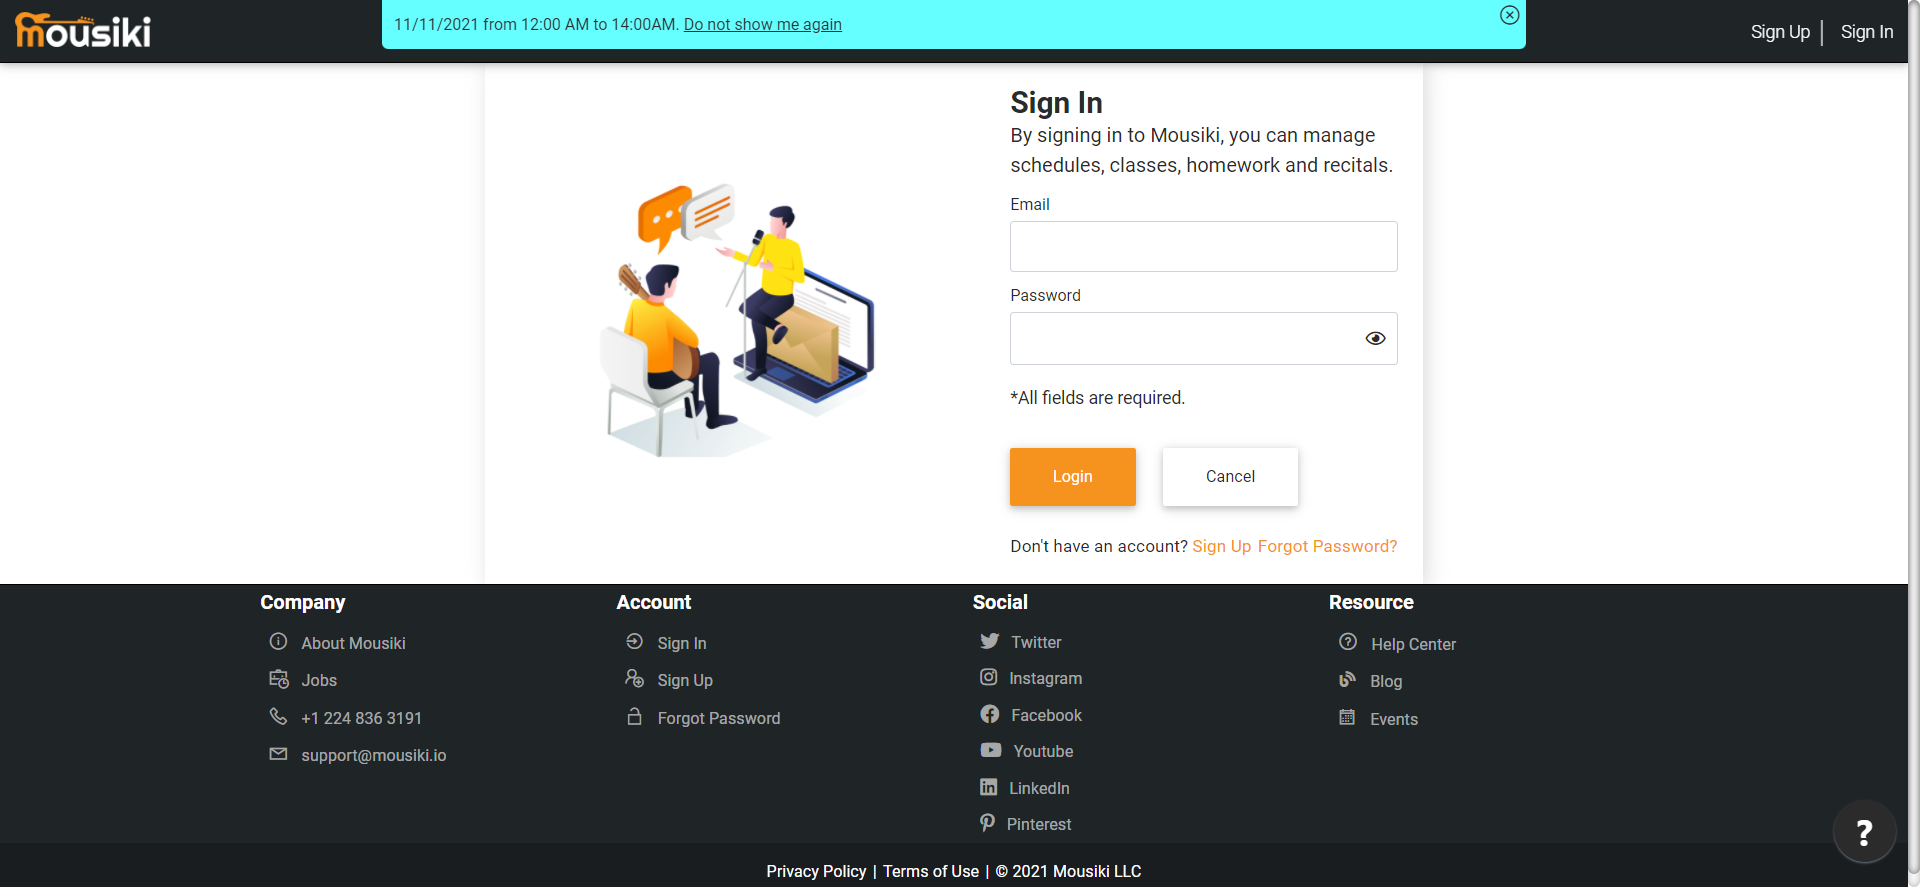 mousiki
11/11/2021 from 12:00 AM to 14:00AM. Do not show me again
Sign Up | Sign In
Sign In
By signing in to Mousiki, you can manage
schedules, classes, homework and recitals.
Email
Password
*All fields are required.
Login
Cancel
Don't have an account? Sign Up Forgot Password?
Company
About Mousiki
Jobs
+1 224 836 3191
support@mousiki.io
Account
Sign In
Sign Up
Forgot Password
Social
Twitter
Instagram
Facebook
Youtube
LinkedIn
Pinterest
Resource
Help Center
Blog
Events
?
Privacy Policy | Terms of Use | © 2021 Mousiki LLC